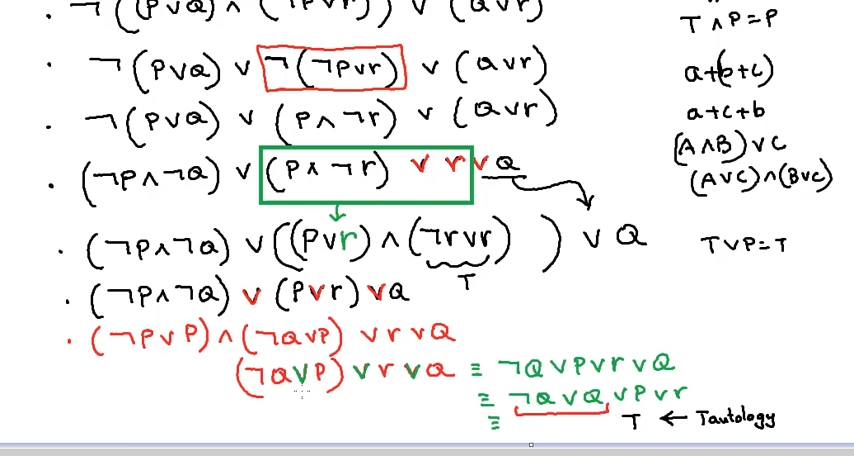 . ¬((P∨Q) ∧ (¬P∨r)) ∨ (Q∨r)
T ∧ P = P
. ¬(P∨Q) ∨ ¬(¬P∨r) ∨ (Q∨r)
a+(b+c)
. ¬(P∨Q) ∨ (P∧¬r) ∨ (Q∨r)
a+c+b
(A∧B)∨C
. (¬P∧¬Q) ∨ (P∧¬r) ∨ r ∨ Q
(A∨C)∧(B∨C)
. (¬P∧¬Q) ∨ ((P∨r) ∧ (¬r∨r)) ∨ Q
T∨P=T
T
. (¬P∧¬Q) ∨ (P∨r) ∨ Q
. (¬P∨P) ∧ (¬Q∨P) ∨ r ∨ Q
(¬Q∨P) ∨ r ∨ Q ≡ ¬Q∨P∨r∨Q
≡ ¬Q∨Q∨P∨r
≡ T ← Tautology